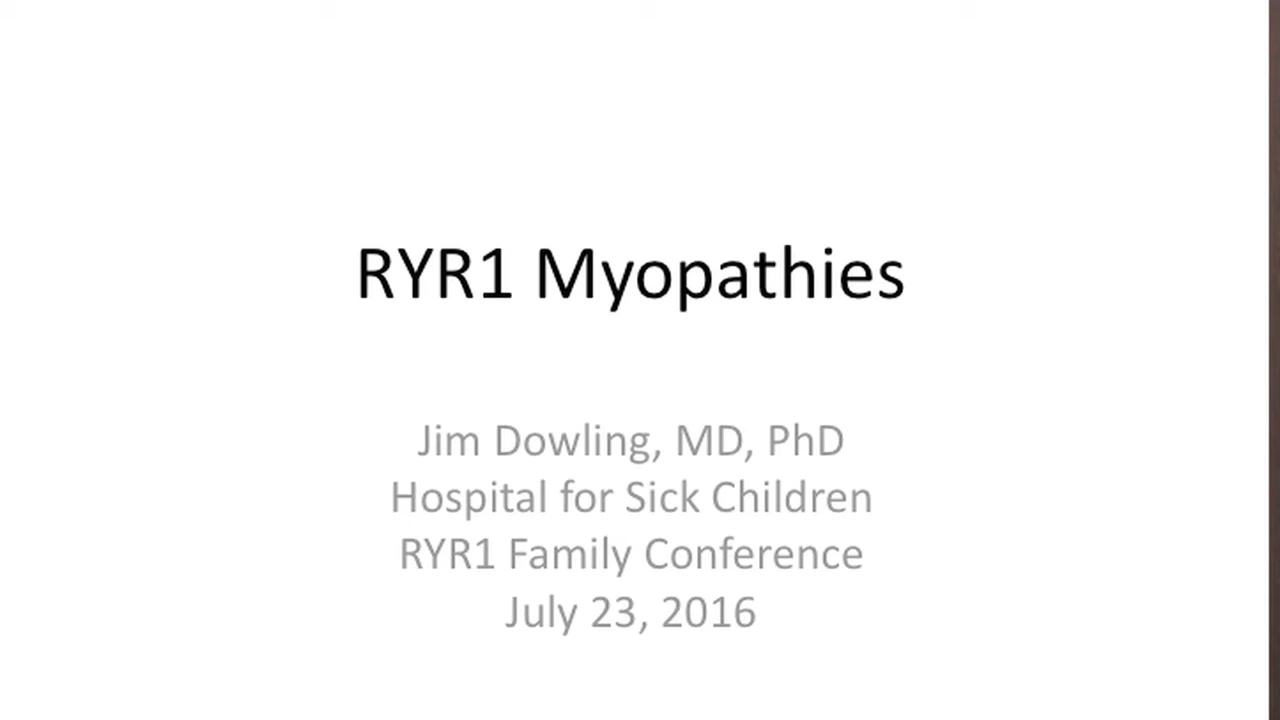 RYR1 Myopathies
Jim Dowling, MD, PhD
Hospital for Sick Children
RYR1 Family Conference
July 23, 2016